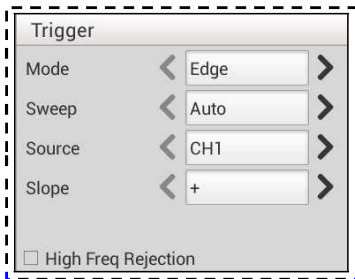 Trigger
Mode Edge
Sweep Auto
Source CH1
Slope +
High Freq Rejection